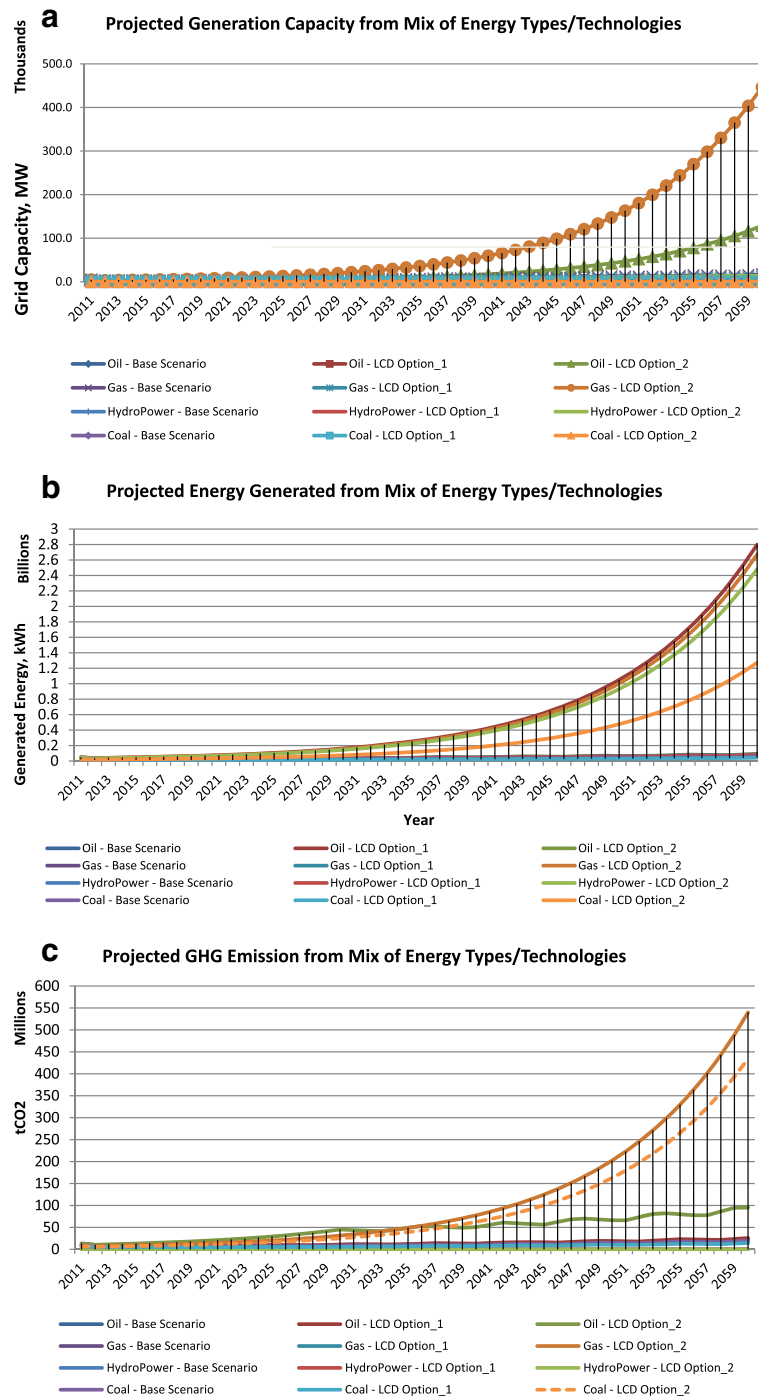 a
Projected Generation Capacity from Mix of Energy Types/Technologies
Thousands
Grid Capacity, MW
500.0
400.0
300.0
200.0
100.0
0.0
2011 2013 2015 2017 2019 2021 2023 2025 2027 2029 2031 2033 2035 2037 2039 2041 2043 2045 2047 2049 2051 2053 2055 2057 2059
Oil - Base Scenario Oil - LCD Option_1 Oil - LCD Option_2
Gas - Base Scenario Gas - LCD Option_1 Gas - LCD Option_2
HydroPower - Base Scenario HydroPower - LCD Option_1 HydroPower - LCD Option_2
Coal - Base Scenario Coal - LCD Option_1 Coal - LCD Option_2
b
Projected Energy Generated from Mix of Energy Types/Technologies
Billions
Generated Energy, kWh
3
2.8
2.6
2.4
2.2
2
1.8
1.6
1.4
1.2
1
0.8
0.6
0.4
0.2
0
2011 2013 2015 2017 2019 2021 2023 2025 2027 2029 2031 2033 2035 2037 2039 2041 2043 2045 2047 2049 2051 2053 2055 2057 2059
Year
Oil - Base Scenario Oil - LCD Option_1 Oil - LCD Option_2
Gas - Base Scenario Gas - LCD Option_1 Gas - LCD Option_2
HydroPower - Base Scenario HydroPower - LCD Option_1 HydroPower - LCD Option_2
Coal - Base Scenario Coal - LCD Option_1 Coal - LCD Option_2
c
Projected GHG Emission from Mix of Energy Types/Technologies
Millions
tCO2
600
550
500
450
400
350
300
250
200
150
100
50
0
2011 2013 2015 2017 2019 2021 2023 2025 2027 2029 2031 2033 2035 2037 2039 2041 2043 2045 2047 2049 2051 2053 2055 2057 2059
Oil - Base Scenario Oil - LCD Option_1 Oil - LCD Option_2
Gas - Base Scenario Gas - LCD Option_1 Gas - LCD Option_2
HydroPower - Base Scenario HydroPower - LCD Option_1 HydroPower - LCD Option_2
Coal - Base Scenario Coal - LCD Option_1 Coal - LCD Option_2